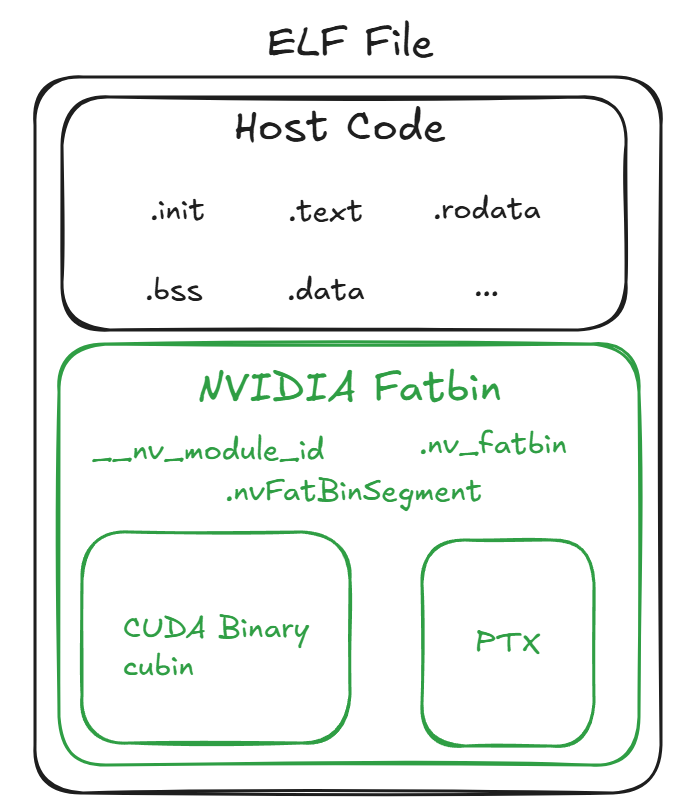 ELF File
Host Code
.init .text .rodata
.bss .data ...
NVIDIA Fatbin
__nv_module_id .nv_fatbin
.nvFatBinSegment
CUDA Binary
cubin
PTX